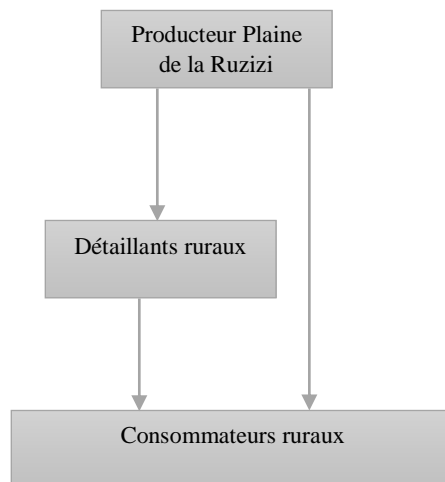 Producteur Plaine
de la Ruzizi
Détaillants ruraux
Consommateurs ruraux